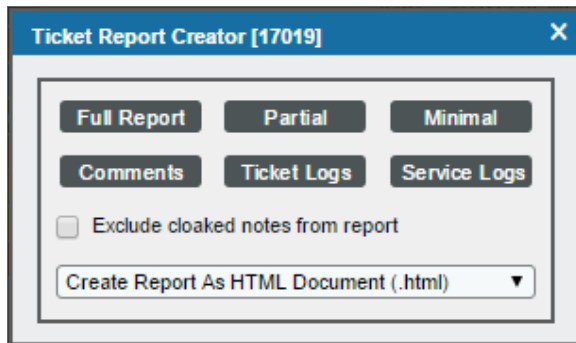 Ticket Report Creator [17019]
Full Report Partial Minimal
Comments Ticket Logs Service Logs
Exclude cloaked notes from report
Create Report As HTML Document (.html)